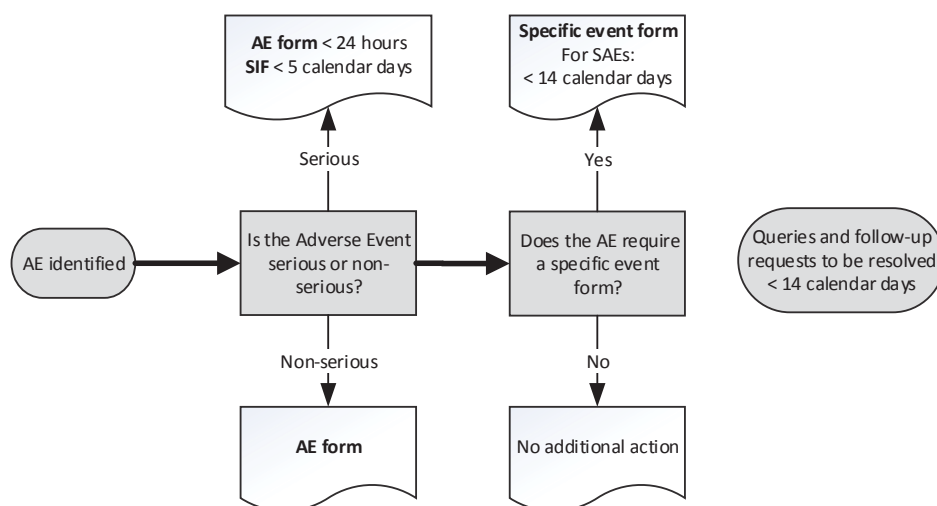 AE form < 24 hours
SIF < 5 calendar days
Specific event form
For SAEs:
< 14 calendar days
Serious
Yes
AE identified
Is the Adverse Event
serious or non-
serious?
Does the AE require
a specific event
form?
Queries and follow-up
requests to be resolved
< 14 calendar days
Non-serious
No
AE form
No additional action